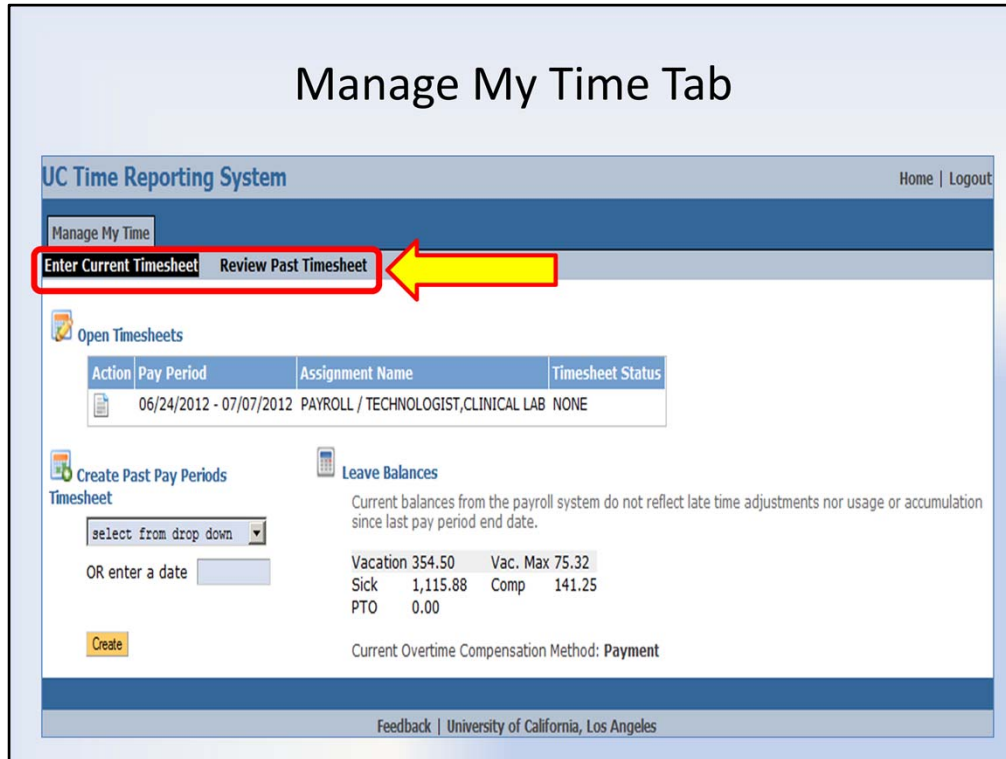 Manage My Time Tab
UC Time Reporting System
Home | Logout
Manage My Time
Enter Current Timesheet Review Past Timesheet
Open Timesheets
Action Pay Period Assignment Name Timesheet Status
06/24/2012 - 07/07/2012 PAYROLL / TECHNOLOGIST,CLINICAL LAB NONE
Create Past Pay Periods
Timesheet
select from drop down
OR enter a date
Create
Leave Balances
Current balances from the payroll system do not reflect late time adjustments nor usage or accumulation
since last pay period end date.
Vacation 354.50 Vac. Max 75.32
Sick 1,115.88 Comp 141.25
PTO 0.00
Current Overtime Compensation Method: Payment
Feedback | University of California, Los Angeles